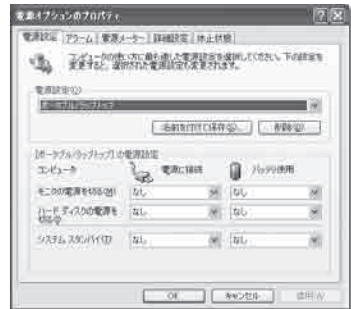 電源オプションのプロパティ
電源設定 アラーム 電源メーター 詳細設定 休止状態
コンピュータの使い方に最も適した電源設定を選択してください。下の設定を
変更すると、選択された電源設定も変更されます。
電源設定(C)
ポータブル/ラップトップ
名前を付けて保存(S)... 削除(D)
[ポータブル/ラップトップ] の電源設定
コンピュータ 電源に接続 バッテリ使用
モニタの電源を切る(M) なし なし
ハード ディスクの電源を なし なし
切る(I)
システム スタンバイ(T) なし なし
OK キャンセル 適用(A)